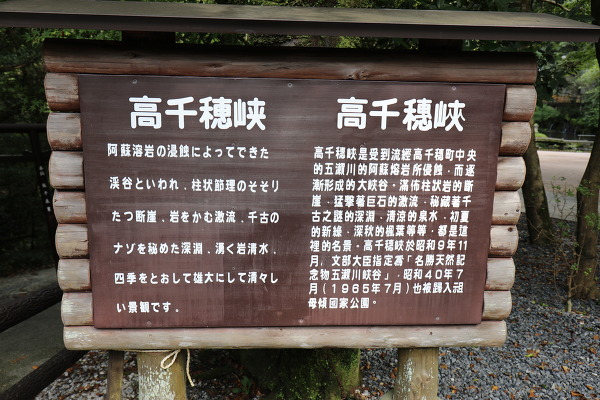 高千穂峡
阿蘇溶岩の浸蝕によってできた
渓谷といわれ、柱状節理のそそり
たつ断崖、岩をかむ激流、千古の
ナゾを秘めた深淵、湧く岩清水、
四季をとおして雄大にして清々し
い景観です。
高千穗峽
高千穗峽是受到流經高千穗町中央
的五瀨川的阿蘇熔岩所侵蝕，而逐
漸形成的大峽谷。滿佈柱狀岩的斷
崖、猛擊著巨石的激流、秘藏著千
古之謎的深淵、清涼的泉水、初夏
的新綠、深秋的楓葉等等，都是這
裡的名景。高千穗峽於昭和9年11
月，文部大臣指定為「名勝天然記
念物五瀨川峽谷」，昭和40年7
月（1965年7月）也被歸入祖
母傾國家公園。